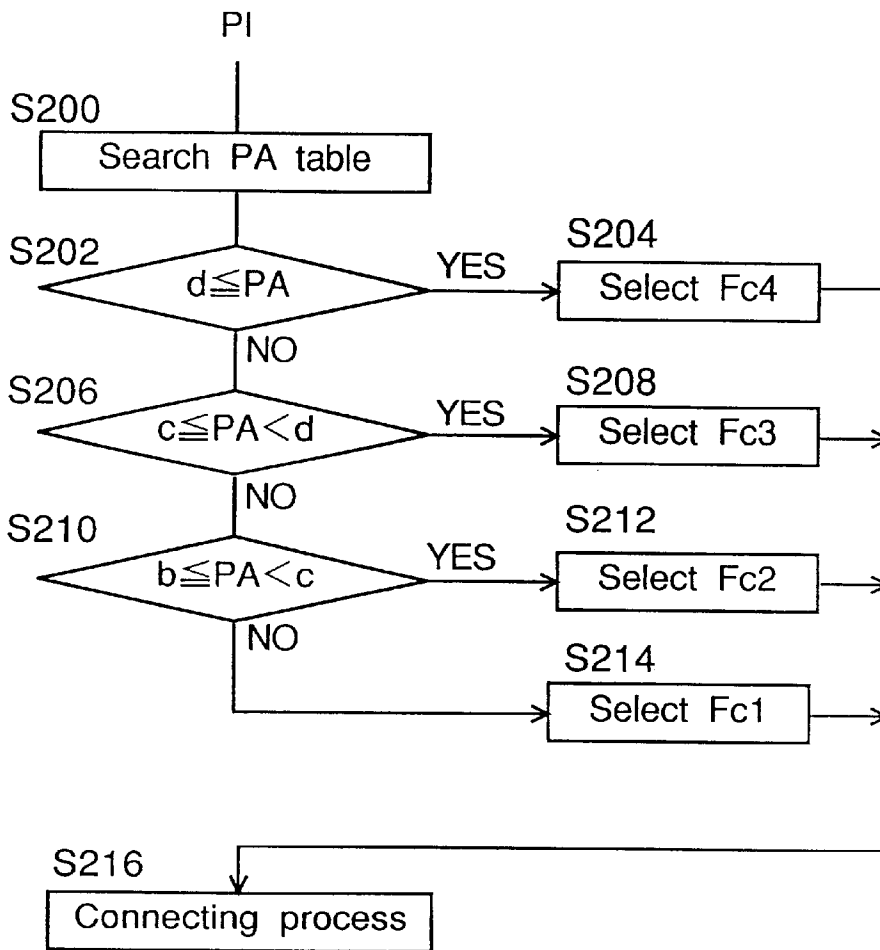 PI
S200
Search PA table
S202
d≦PA
YES
S204
Select Fc4
NO
S206
c≦PA<d
YES
S208
Select Fc3
NO
S210
b≦PA<c
YES
S212
Select Fc2
NO
S214
Select Fc1
S216
Connecting process